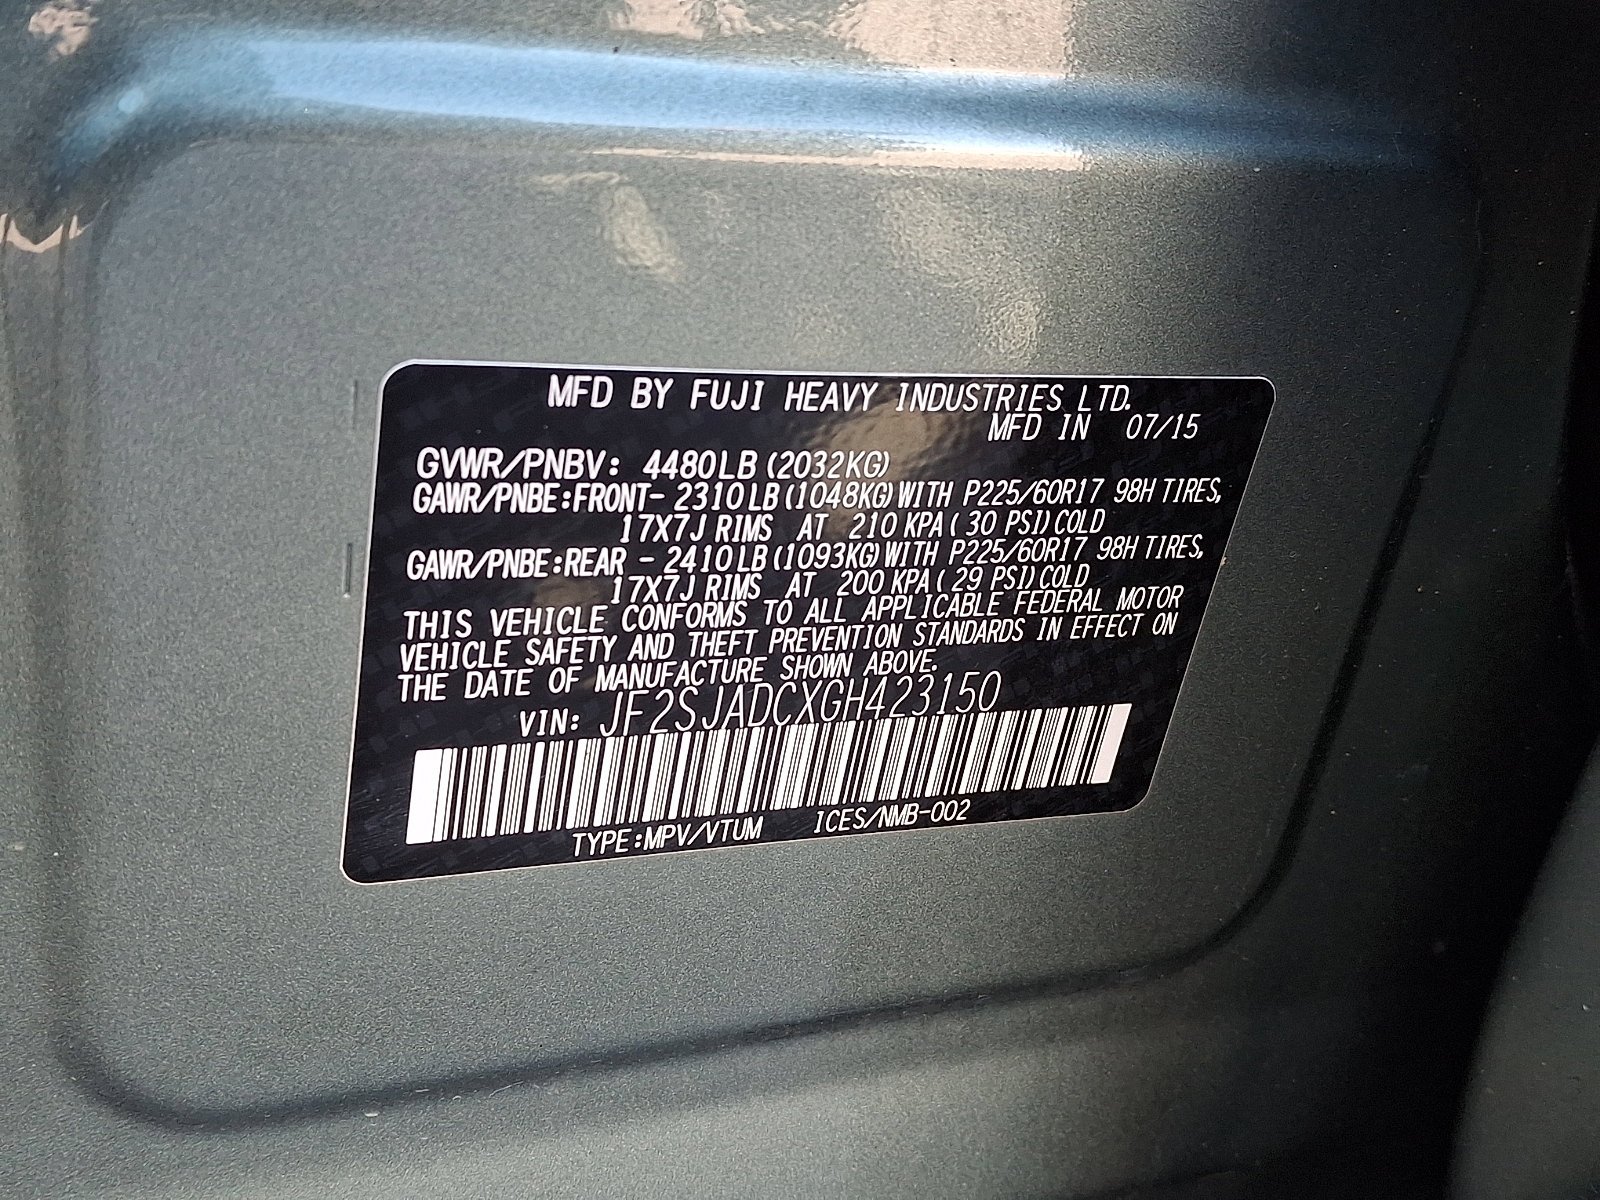 MFD BY FUJI HEAVY INDUSTRIES LTD.
MFD IN 07/15
GVWR/PNBV: 4480LB (2032KG)
GAWR/PNBE:FRONT- 2310LB (1048KG) WITH P225/60R17 98H TIRES,
17X7J RIMS AT 210 KPA ( 30 PSI) COLD
GAWR/PNBE:REAR - 2410LB (1093KG) WITH P225/60R17 98H TIRES,
17X7J RIMS AT 200 KPA ( 29 PSI) COLD
THIS VEHICLE CONFORMS TO ALL APPLICABLE FEDERAL MOTOR
VEHICLE SAFETY AND THEFT PREVENTION STANDARDS IN EFFECT ON
THE DATE OF MANUFACTURE SHOWN ABOVE.
VIN: JF2SJADCXGH423150
TYPE:MPV/VTUM ICES/NMB-002